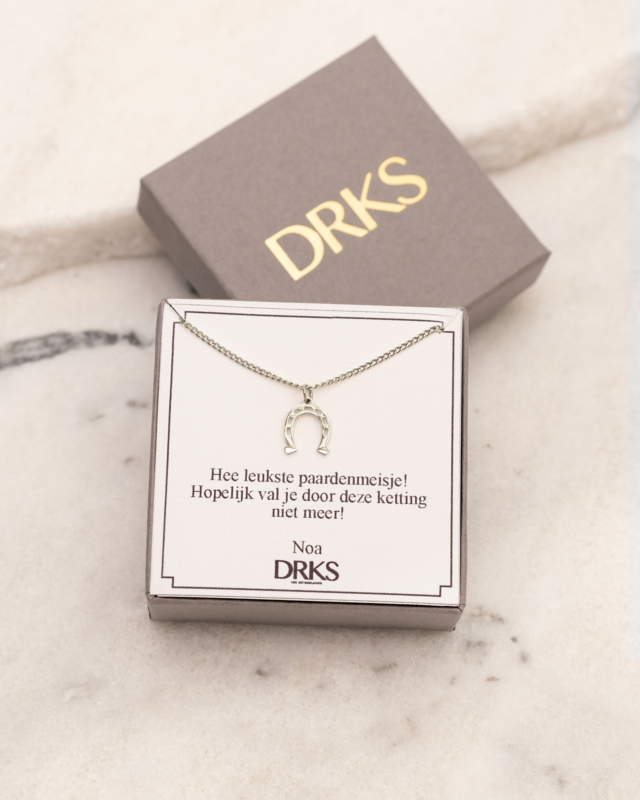 DRKS
Hee leukste paardenmeisje!
Hopelijk val je door deze ketting
niet meer!
Noa
DRKS